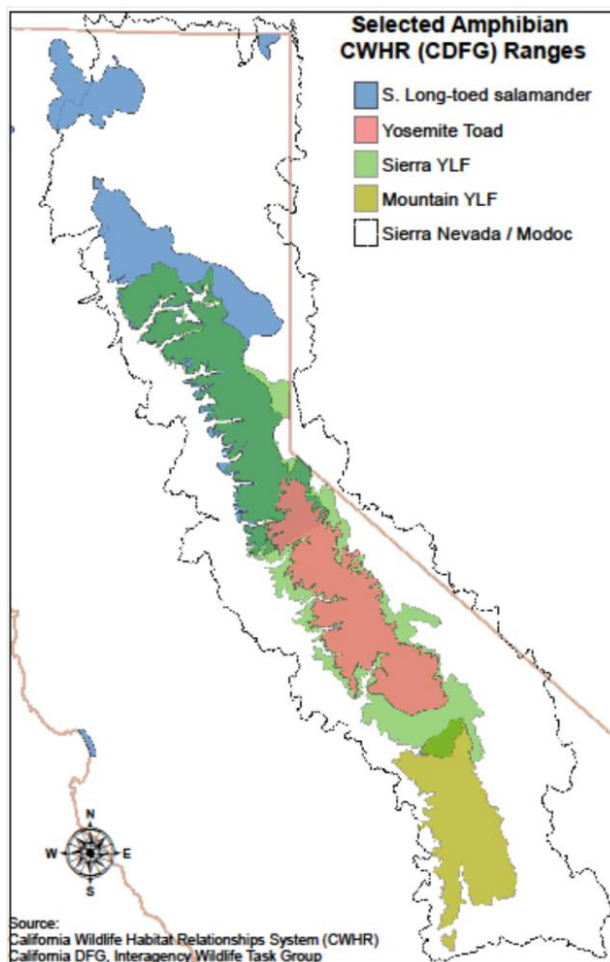 Selected Amphibian
CWHR (CDFG) Ranges
S. Long-toed salamander
Yosemite Toad
Sierra YLF
Mountain YLF
Sierra Nevada / Modoc
N
W E
S
Source:
California Wildlife Habitat Relationships System (CWHR)
California DFG, Interagency Wildlife Task Group